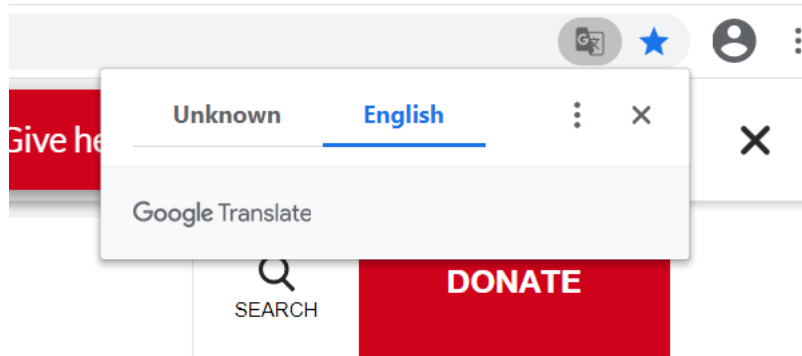 Unknown English
Give he
Google Translate
SEARCH
DONATE